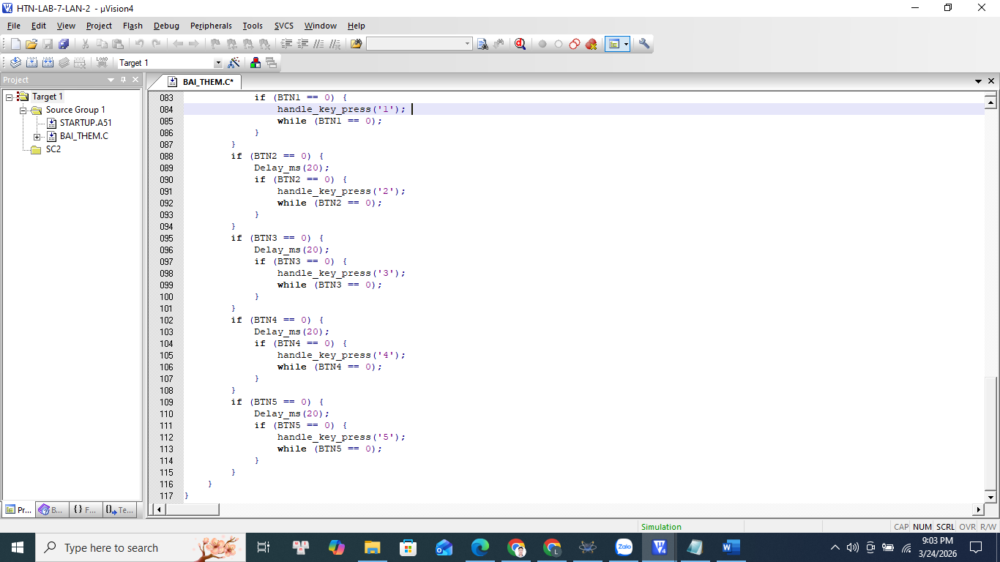 HTN-LAB-7-LAN-2 - µVision4
File Edit View Project Flash Debug Peripherals Tools SVCS Window Help
LOAD Target 1
Project
BAI_THEM.C*
Target 1
Source Group 1
STARTUP.A51
BAI_THEM.C
SC2
083 if (BTN1 == 0) {
084 handle_key_press('1');
085 while (BTN1 == 0);
086 }
087 }
088 if (BTN2 == 0) {
089 Delay_ms(20);
090 if (BTN2 == 0) {
091 handle_key_press('2');
092 while (BTN2 == 0);
093 }
094 }
095 if (BTN3 == 0) {
096 Delay_ms(20);
097 if (BTN3 == 0) {
098 handle_key_press('3');
099 while (BTN3 == 0);
100 }
101 }
102 if (BTN4 == 0) {
103 Delay_ms(20);
104 if (BTN4 == 0) {
105 handle_key_press('4');
106 while (BTN4 == 0);
107 }
108 }
109 if (BTN5 == 0) {
110 Delay_ms(20);
111 if (BTN5 == 0) {
112 handle_key_press('5');
113 while (BTN5 == 0);
114 }
115 }
116 }
117 }
Pr... B... {} F... Te...
Simulation CAP NUM SCRL OVR R/W
Type here to search
Zalo
9:03 PM
3/24/2026